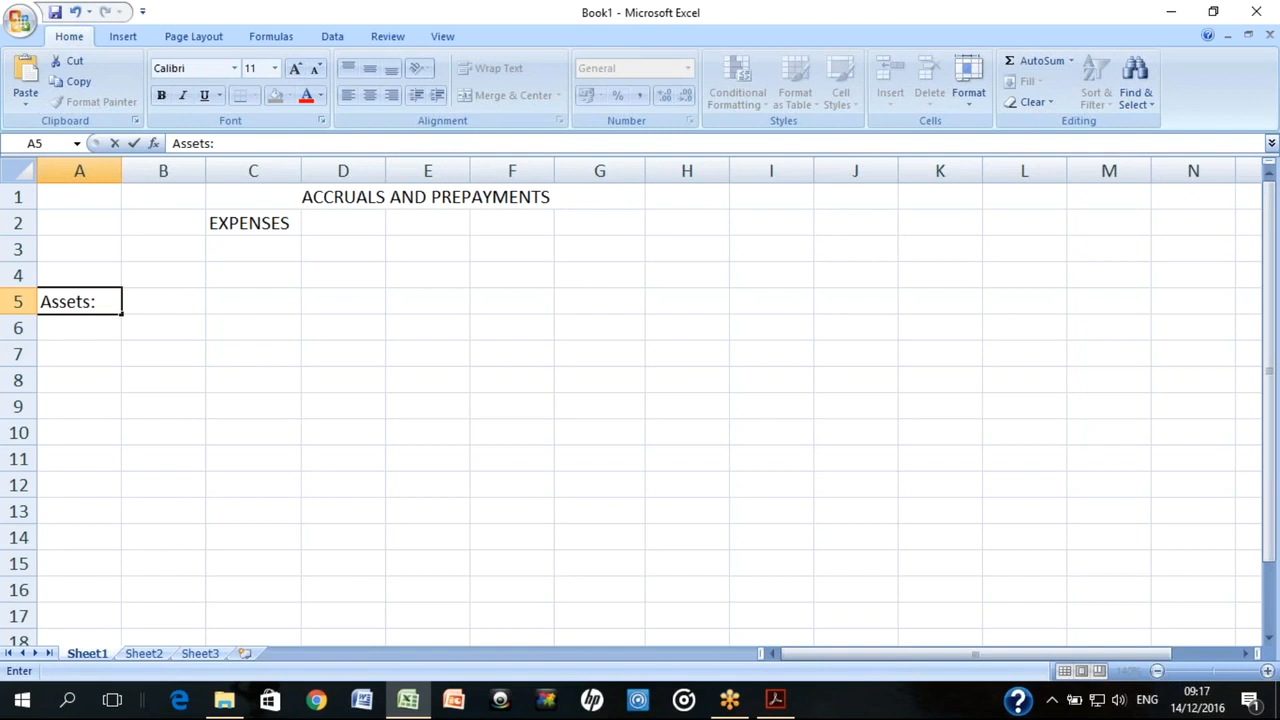 Book1 - Microsoft Excel
Home Insert Page Layout Formulas Data Review View
Paste
Cut
Copy
Format Painter
Clipboard
Calibri 11
Font
Wrap Text
Merge & Center
Alignment
General
Number
Conditional Formatting
Format as Table
Cell Styles
Styles
Insert Delete Format
Cells
AutoSum
Fill
Clear
Sort & Filter
Find & Select
Editing
A5 fx Assets:
A B C D E F G H I J K L M N
1 ACCRUALS AND PREPAYMENTS
2 EXPENSES
3
4
5 Assets:
6
7
8
9
10
11
12
13
14
15
16
17
18
Sheet1 Sheet2 Sheet3
Enter
ENG 09:17
14/12/2016